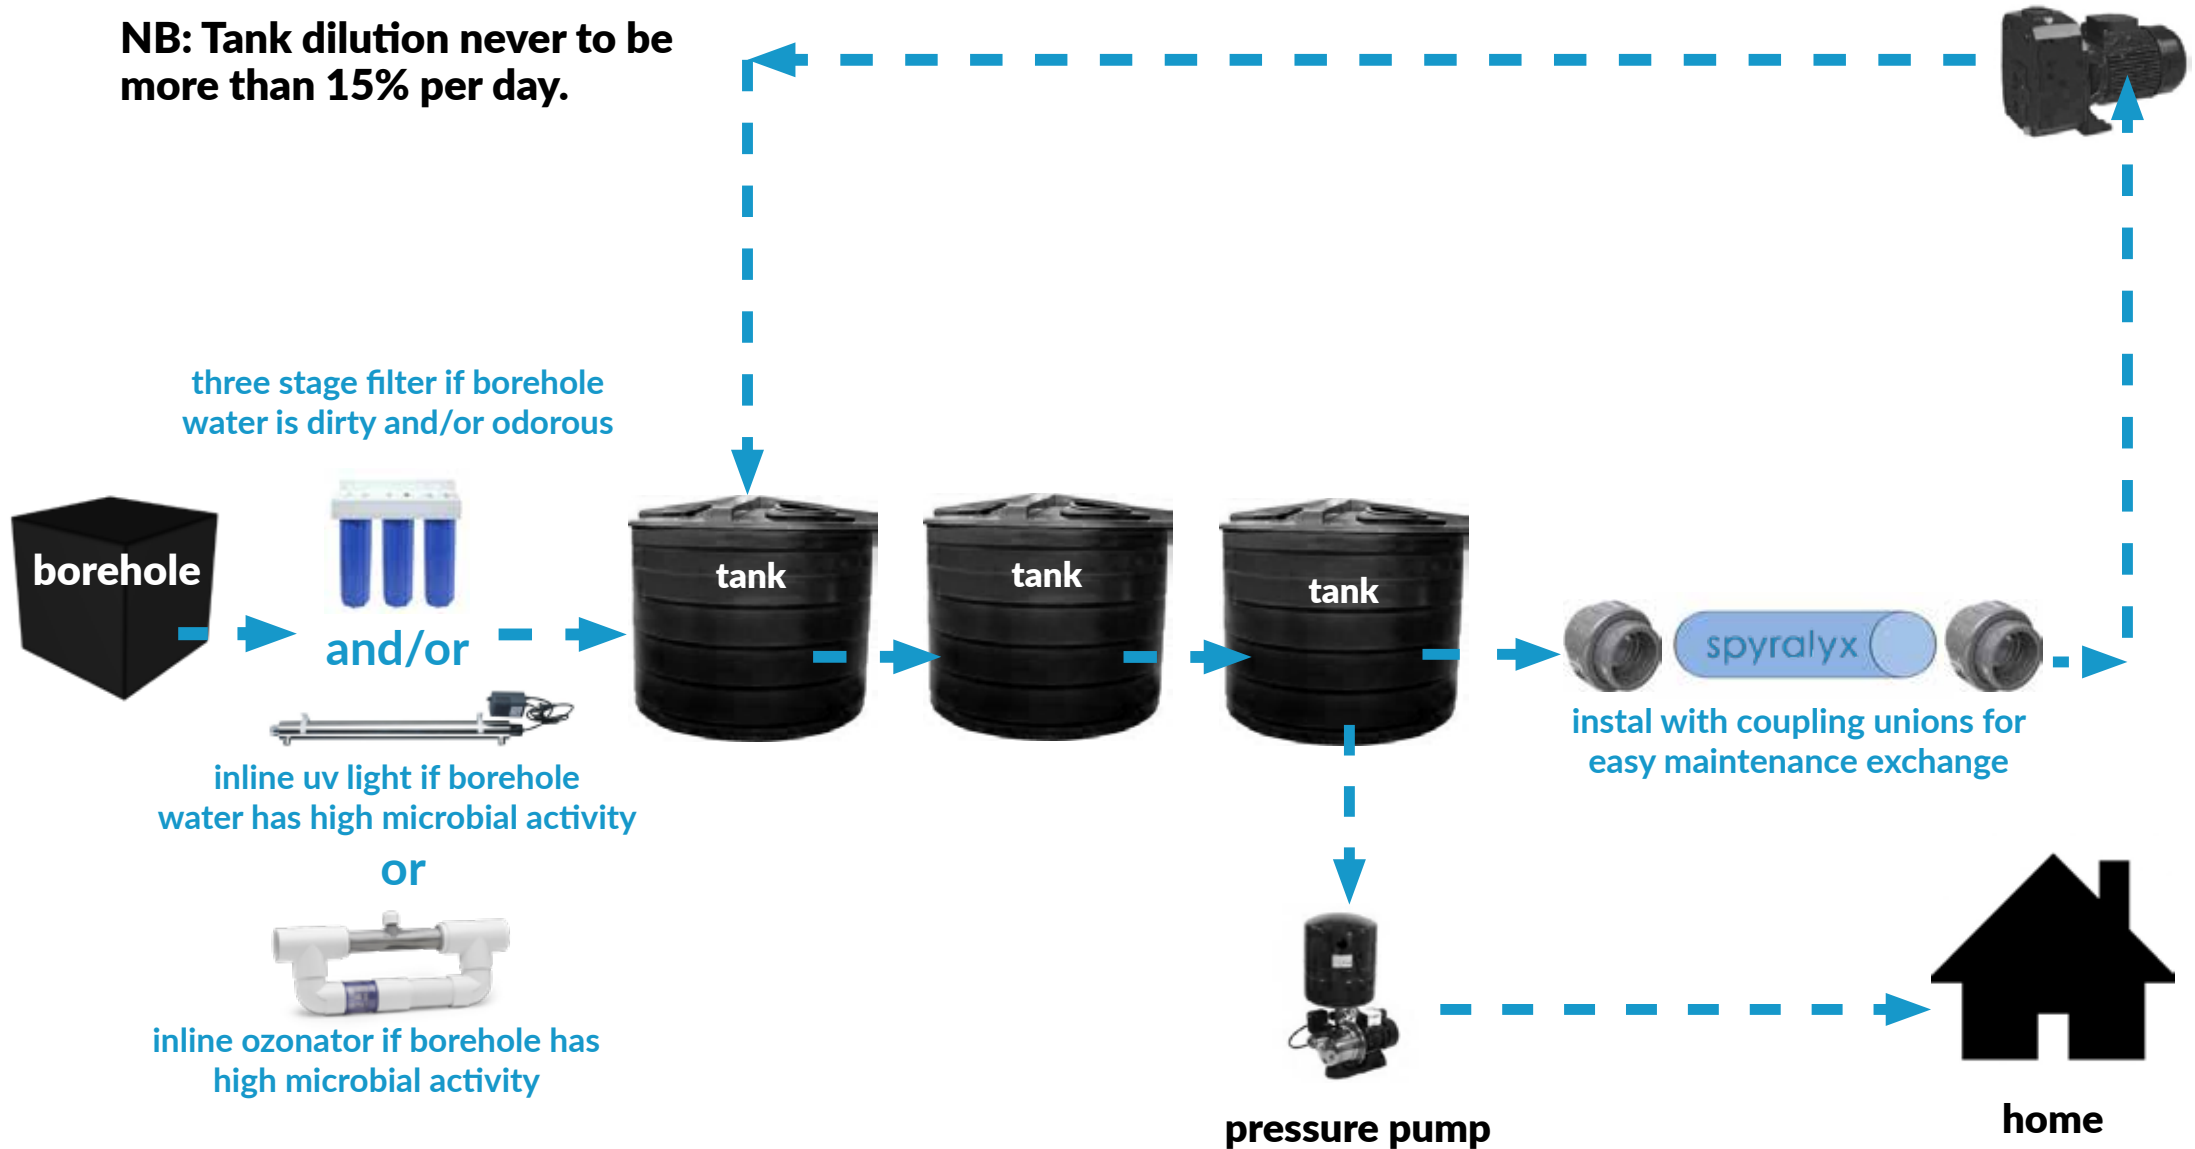 NB: Tank dilution never to be
more than 15% per day.
three stage filter if borehole
water is dirty and/or odorous
borehole
and/or
inline uv light if borehole
water has high microbial activity
or
inline ozonator if borehole has
high microbial activity
tank
tank
tank
spyralyx
instal with coupling unions for
easy maintenance exchange
pressure pump
home